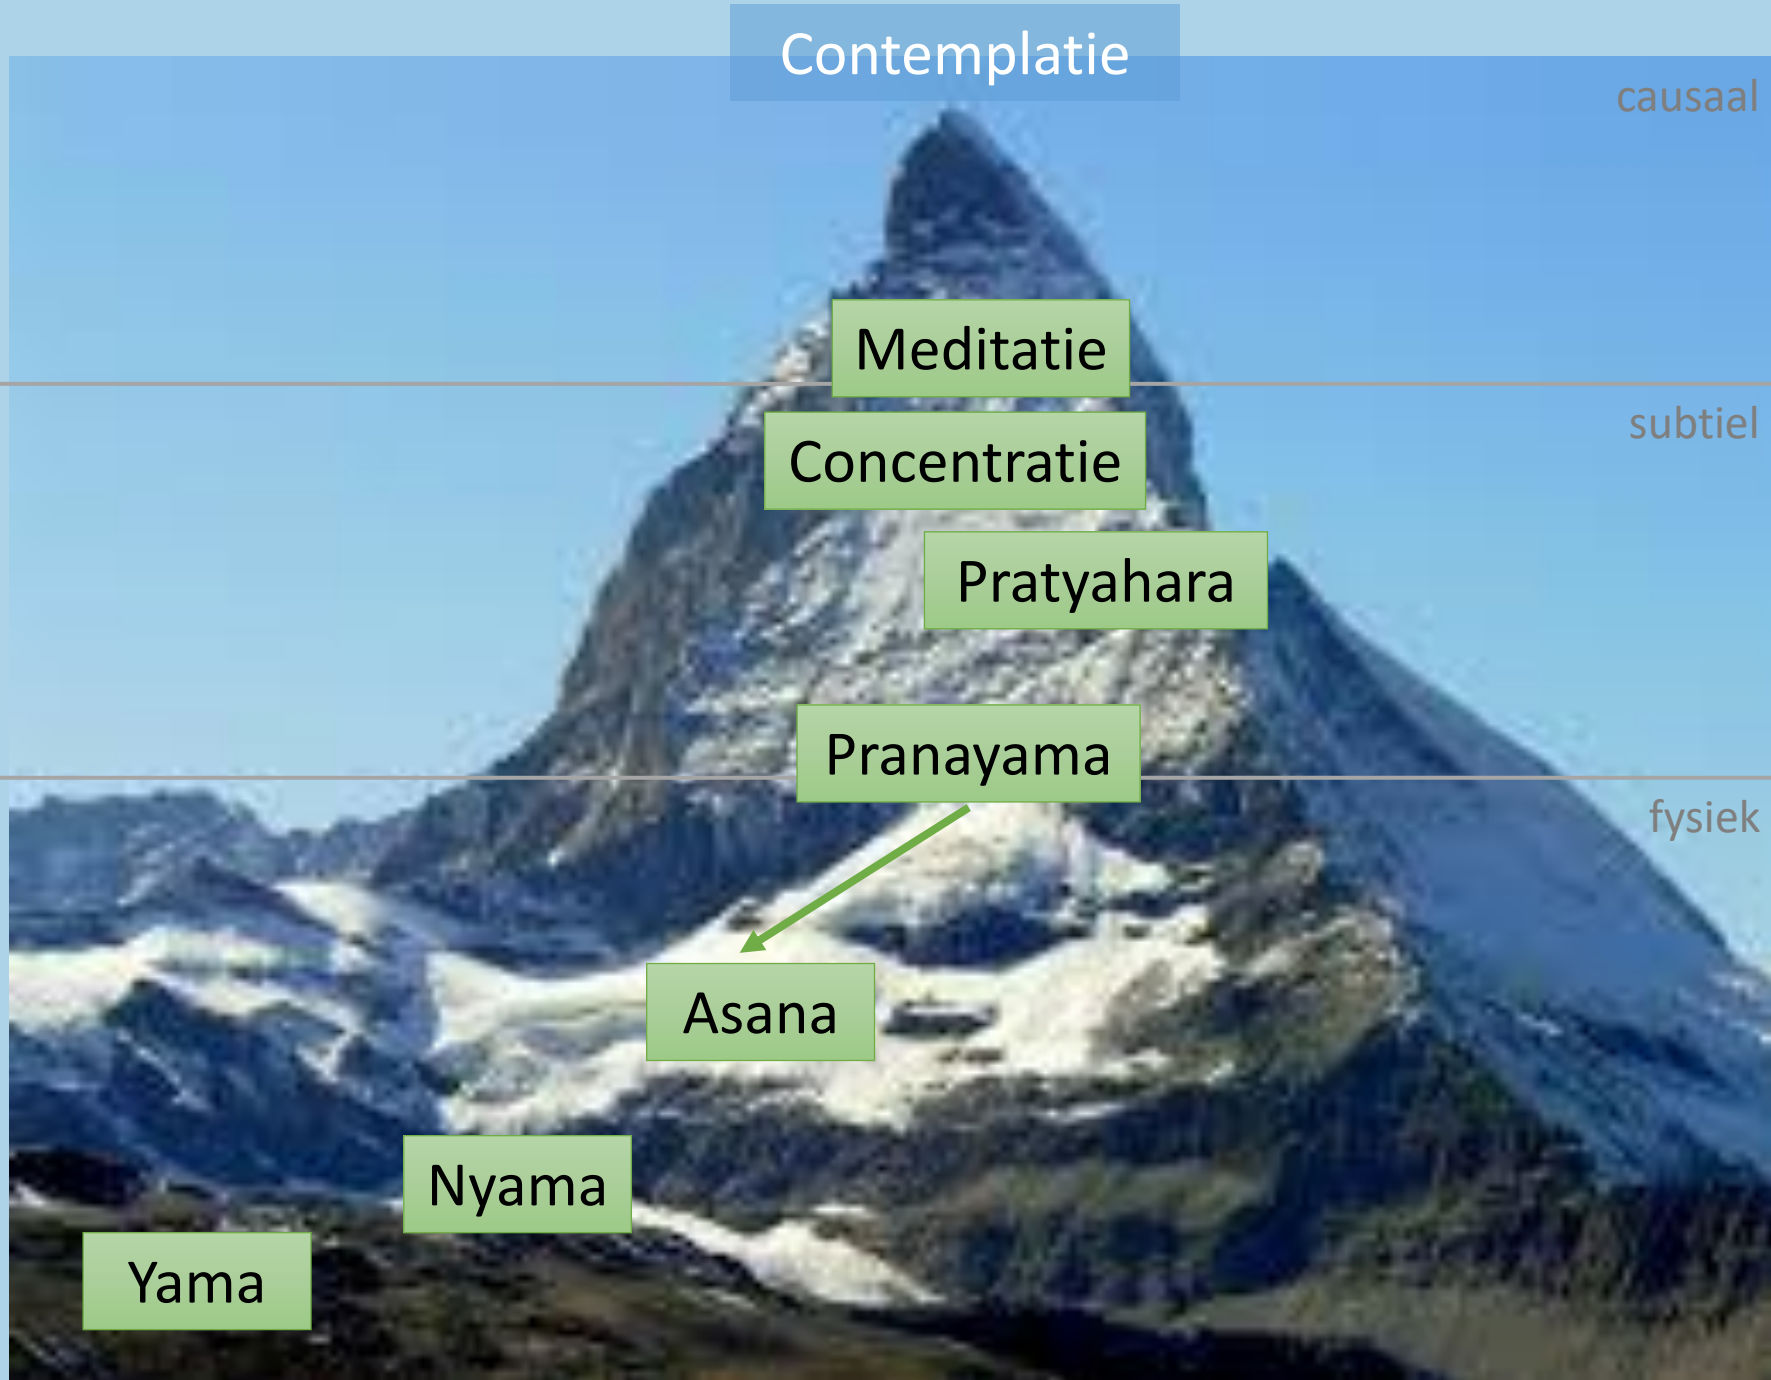 Contemplatie
causaal
Meditatie
subtiel
Concentratie
Pratyahara
Pranayama
fysiek
Asana
Nyama
Yama